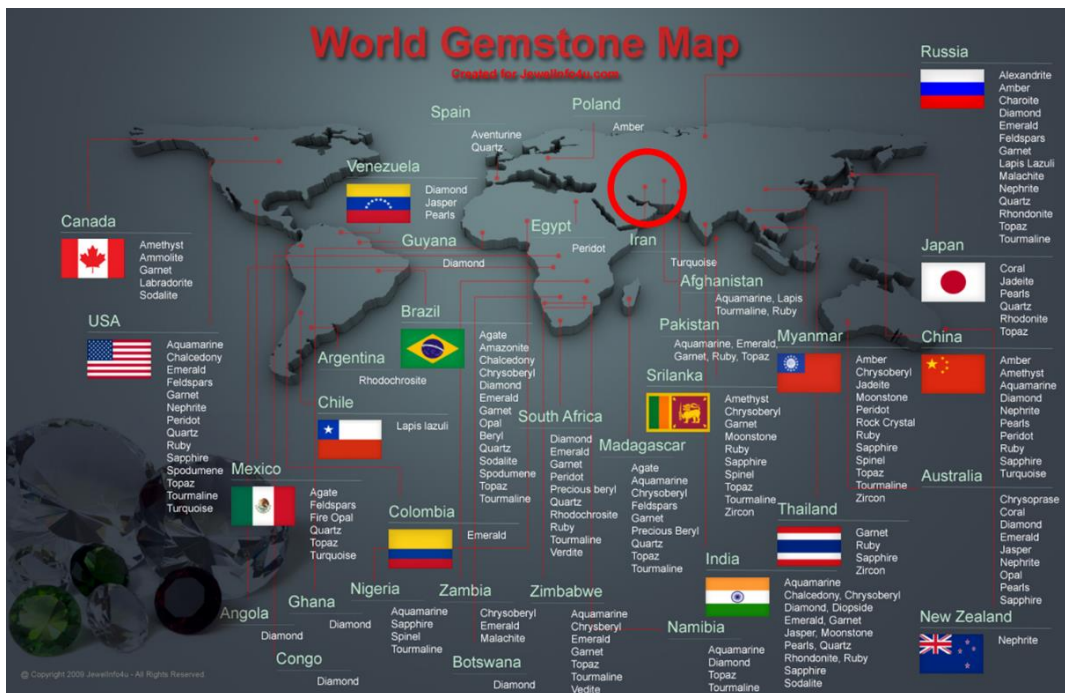 World Gemstone Map
Created for JewelInfo4u.com
Russia
Alexandrite
Amber
Charoite
Diamond
Emerald
Feldspars
Garnet
Lapis Lazuli
Malachite
Nephrite
Quartz
Rhondonite
Topaz
Tourmaline
Poland
Amber
Spain
Aventurine
Quartz
Venezuela
Diamond
Jasper
Pearls
Canada
Amethyst
Ammolite
Garnet
Labradorite
Sodalite
Guyana
Diamond
Egypt
Peridot
Iran
Turquoise
Afghanistan
Aquamarine, Lapis
Tourmaline, Ruby
Japan
Coral
Jadeite
Pearls
Quartz
Rhodonite
Topaz
USA
Aquamarine
Chalcedony
Emerald
Feldspars
Garnet
Nephrite
Peridot
Quartz
Ruby
Sapphire
Spodumene
Topaz
Tourmaline
Turquoise
Argentina
Rhodochrosite
Brazil
Agate
Amazonite
Chalcedony
Chrysoberyl
Diamond
Emerald
Garnet
Opal
Beryl
Quartz
Sodalite
Spodumene
Topaz
Tourmaline
Pakistan
Aquamarine, Emerald,
Garnet, Ruby, Topaz
Myanmar
Amber
Chrysoberyl
Jadeite
Moonstone
Peridot
Rock Crystal
Ruby
Sapphire
Spinel
Topaz
Tourmaline
Zircon
China
Amber
Amethyst
Aquamarine
Diamond
Nephrite
Pearls
Peridot
Ruby
Sapphire
Turquoise
Chile
Lapis lazuli
Srilanka
Amethyst
Chrysoberyl
Garnet
Moonstone
Ruby
Sapphire
Spinel
Topaz
Tourmaline
Zircon
South Africa
Diamond
Emerald
Garnet
Peridot
Precious beryl
Quartz
Rhodochrosite
Ruby
Tourmaline
Verdite
Madagascar
Agate
Aquamarine
Chrysoberyl
Feldspars
Garnet
Precious Beryl
Quartz
Topaz
Tourmaline
Mexico
Agate
Feldspars
Fire Opal
Quartz
Topaz
Turquoise
Colombia
Emerald
Thailand
Garnet
Ruby
Sapphire
Zircon
Australia
Chrysoprase
Coral
Diamond
Emerald
Jasper
Nephrite
Opal
Pearls
Sapphire
India
Aquamarine
Chalcedony, Chrysoberyl
Diamond, Diopside
Emerald, Garnet
Jasper, Moonstone
Pearls, Quartz
Rhondonite, Ruby
Sapphire
Sodalite
Angola
Diamond
Ghana
Diamond
Nigeria
Aquamarine
Sapphire
Spinel
Tourmaline
Zambia
Chrysoberyl
Emerald
Malachite
Zimbabwe
Aquamarine
Chrysberyl
Emerald
Garnet
Topaz
Tourmaline
Vedite
Namibia
Aquamarine
Diamond
Topaz
Tourmaline
New Zealand
Nephrite
Congo
Diamond
Botswana
Diamond
@ Copyright 2009 JewelInfo4u - All Rights Reserved